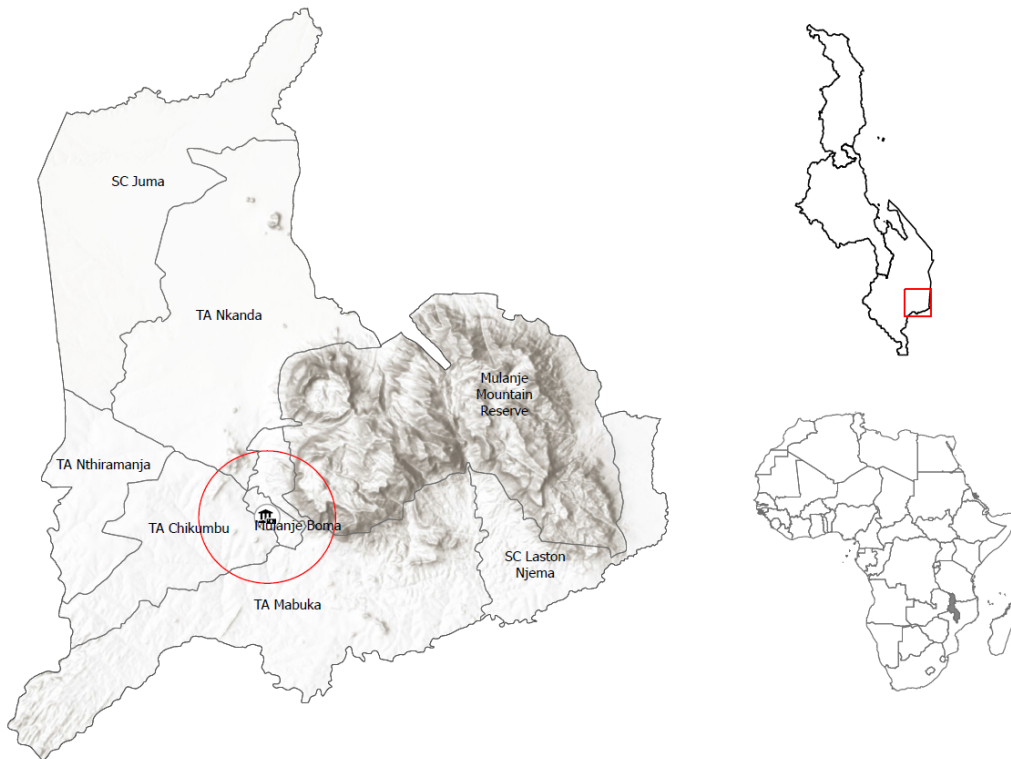 SC Juma
TA Nkanda
Mulanje
Mountain
Reserve
TA Nthiramanja
TA Chikumbu
Mulanje Boma
SC Laston
Njema
TA Mabuka